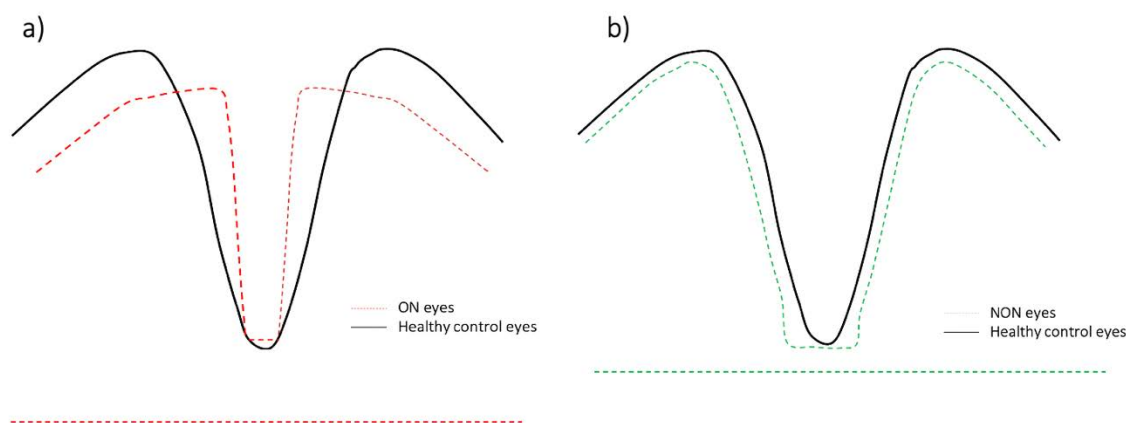 a)
ON eyes
Healthy control eyes
b)
NON eyes
Healthy control eyes